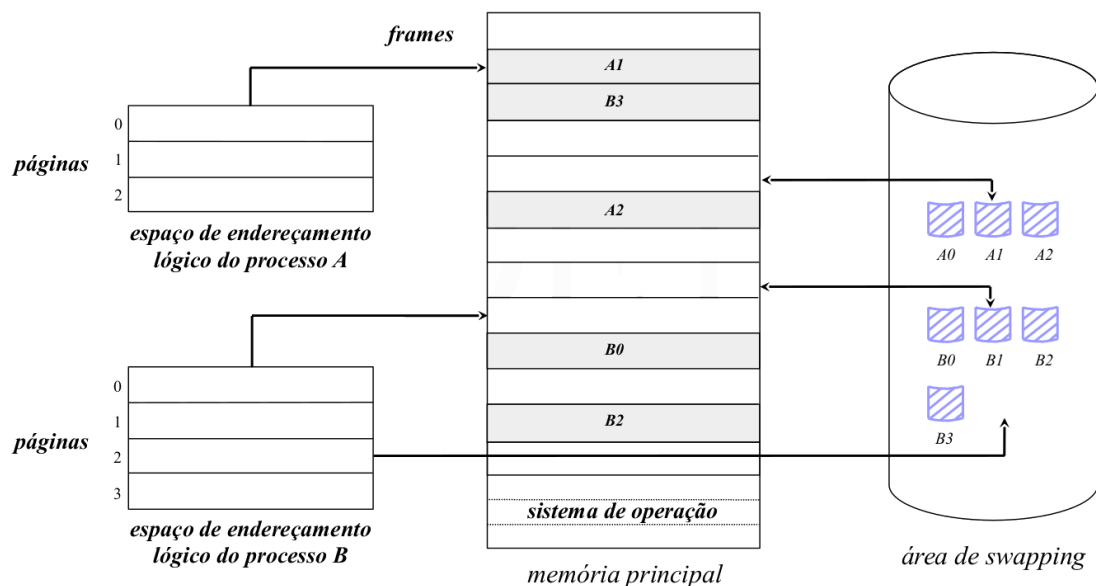 frames
A1
B3
0
1
2
páginas
espaço de endereçamento
lógico do processo A
A2
A0 A1 A2
B0
B0 B1 B2
B3
0
1
2
3
páginas
B2
espaço de endereçamento
lógico do processo B
sistema de operação
memória principal
área de swapping